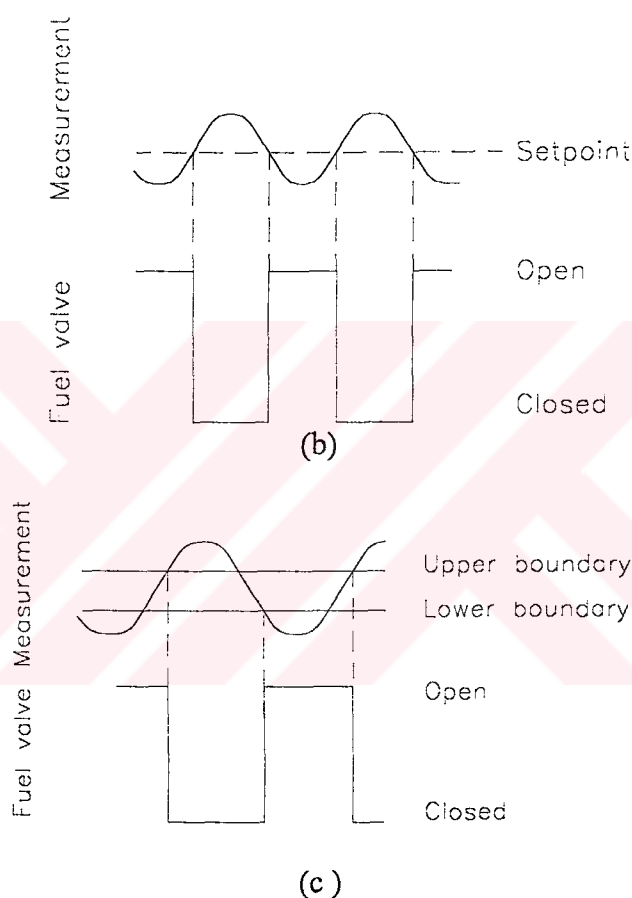 Measurement
Setpoint
Fuel valve
Open
Closed
(b)
Fuel valve Measurement
Upper boundary
Lower boundary
Open
Closed
(c )